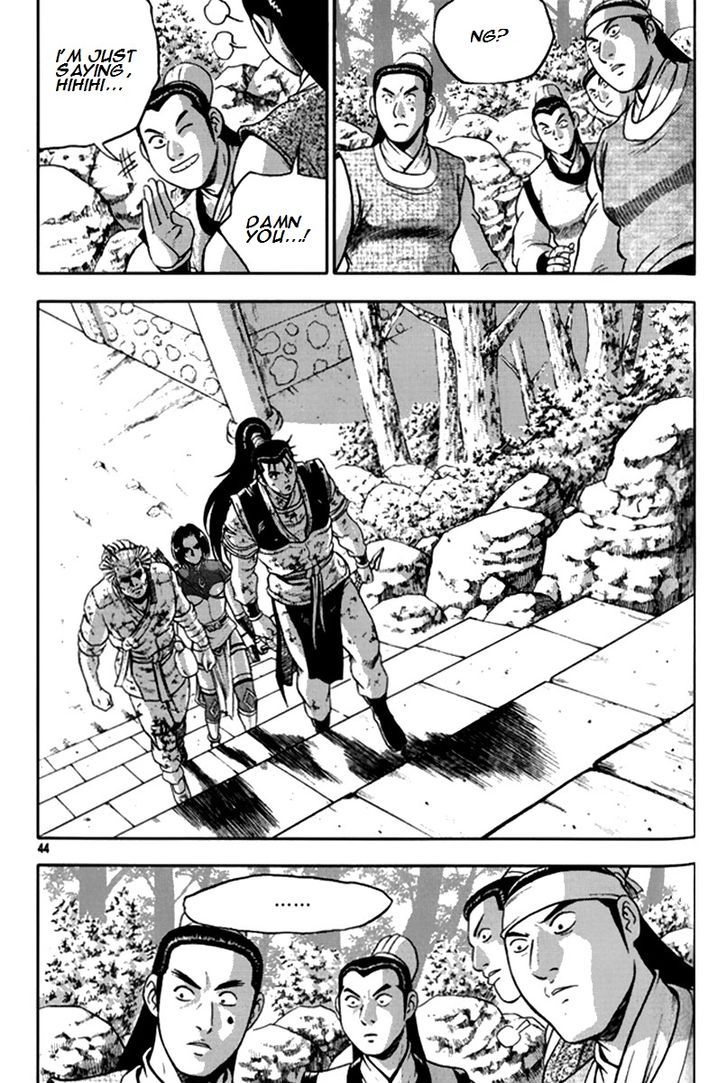 I'M JUST
SAYING,
HIHIHI...
DAMN
YOU...!
NG?
44
......